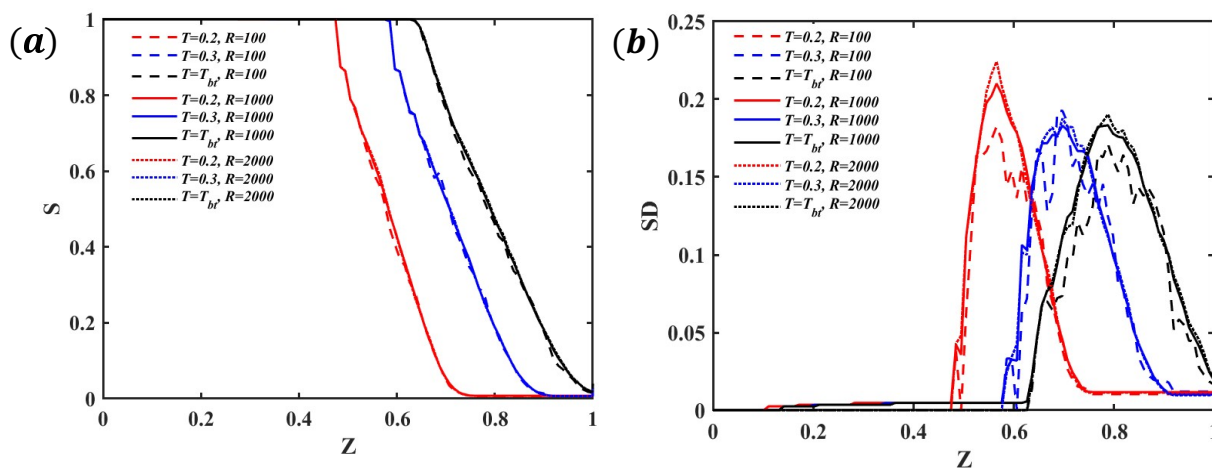 (a)
1
0.8
0.6
0.4
0.2
0
S
T=0.2, R=100
T=0.3, R=100
T=T_bt, R=100
T=0.2, R=1000
T=0.3, R=1000
T=T_bt, R=1000
T=0.2, R=2000
T=0.3, R=2000
T=T_bt, R=2000
0 0.2 0.4 0.6 0.8 1
Z
(b)
0.25
0.2
0.15
0.1
0.05
0
SD
T=0.2, R=100
T=0.3, R=100
T=T_bt, R=100
T=0.2, R=1000
T=0.3, R=1000
T=T_bt, R=1000
T=0.2, R=2000
T=0.3, R=2000
T=T_bt, R=2000
0 0.2 0.4 0.6 0.8 1
Z